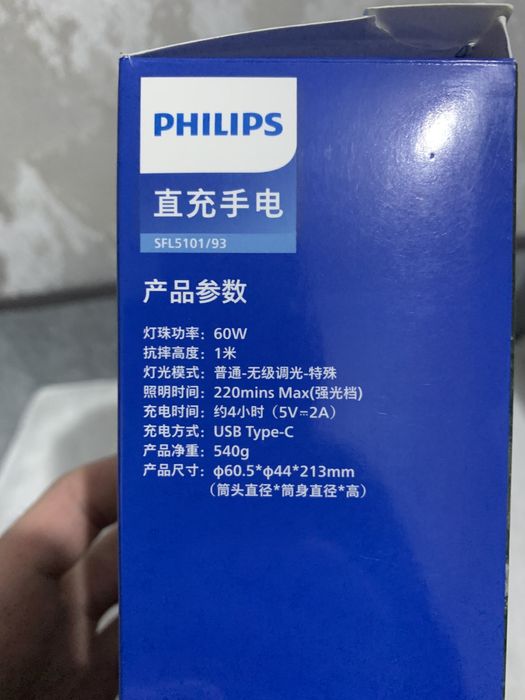 PHILIPS
直充手电
SFL5101/93
产品参数
灯珠功率：60W
抗摔高度：1米
灯光模式：普通-无级调光-特殊
照明时间：220mins Max(强光档)
充电时间：约4小时（5V⎓2A）
充电方式：USB Type-C
产品净重：540g
产品尺寸：ф60.5*ф44*213mm
（筒头直径*筒身直径*高）